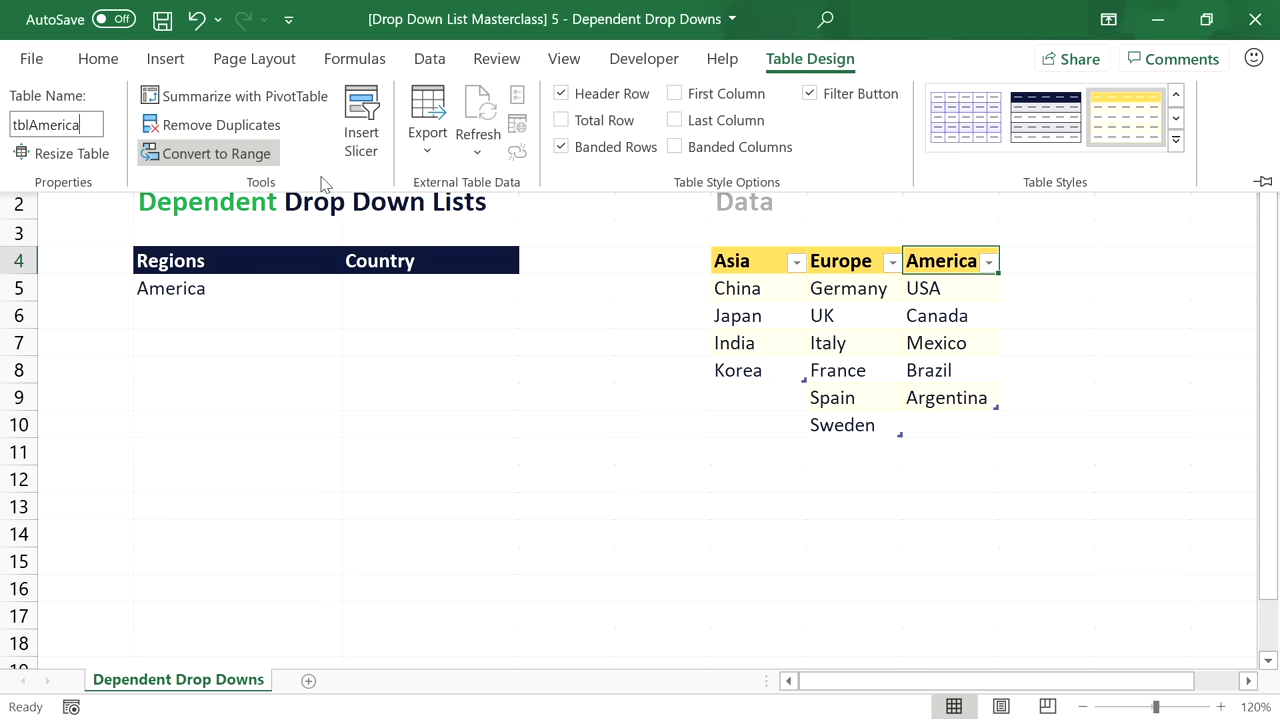 AutoSave Off [Drop Down List Masterclass] 5 - Dependent Drop Downs
File Home Insert Page Layout Formulas Data Review View Developer Help Table Design Share Comments
Table Name: Summarize with PivotTable Header Row First Column Filter Button
tblAmerica Remove Duplicates Insert Slicer Export Refresh Total Row Last Column
Resize Table Convert to Range Banded Rows Banded Columns
Properties Tools External Table Data Table Style Options Table Styles
2 Dependent Drop Down Lists Data
3
4 Regions Country Asia Europe America
5 America China Germany USA
6 Japan UK Canada
7 India Italy Mexico
8 Korea France Brazil
9 Spain Argentina
10 Sweden
11
12
13
14
15
16
17
18
19
Dependent Drop Downs
Ready 120%